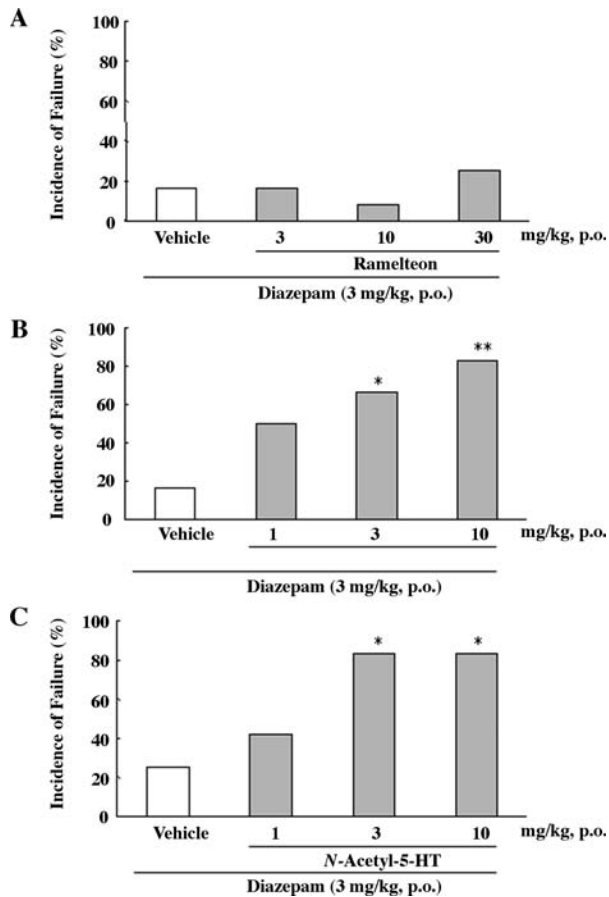 A
Incidence of Failure (%)
100
80
60
40
20
0
Vehicle 3 10 30 mg/kg, p.o.
Ramelteon
Diazepam (3 mg/kg, p.o.)
B
Incidence of Failure (%)
100
80
60
40
20
0
* **
Vehicle 1 3 10 mg/kg, p.o.
Diazepam (3 mg/kg, p.o.)
C
Incidence of Failure (%)
100
80
60
40
20
0
* *
Vehicle 1 3 10 mg/kg, p.o.
N-Acetyl-5-HT
Diazepam (3 mg/kg, p.o.)